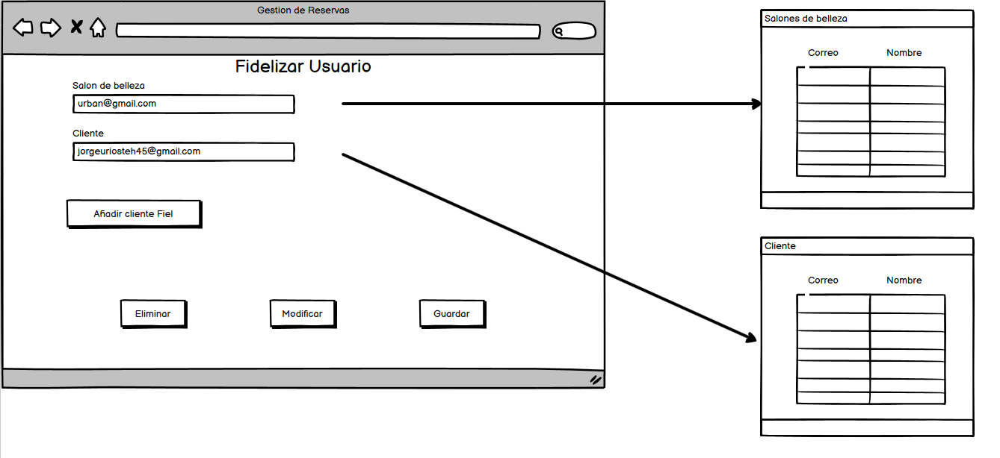 Gestion de Reservas
Fidelizar Usuario
Salon de belleza
urban@gmail.com
Cliente
jorgeuriosteh45@gmail.com
Añadir cliente Fiel
Eliminar
Modificar
Guardar
Salones de belleza
Correo
Nombre
Cliente
Correo
Nombre